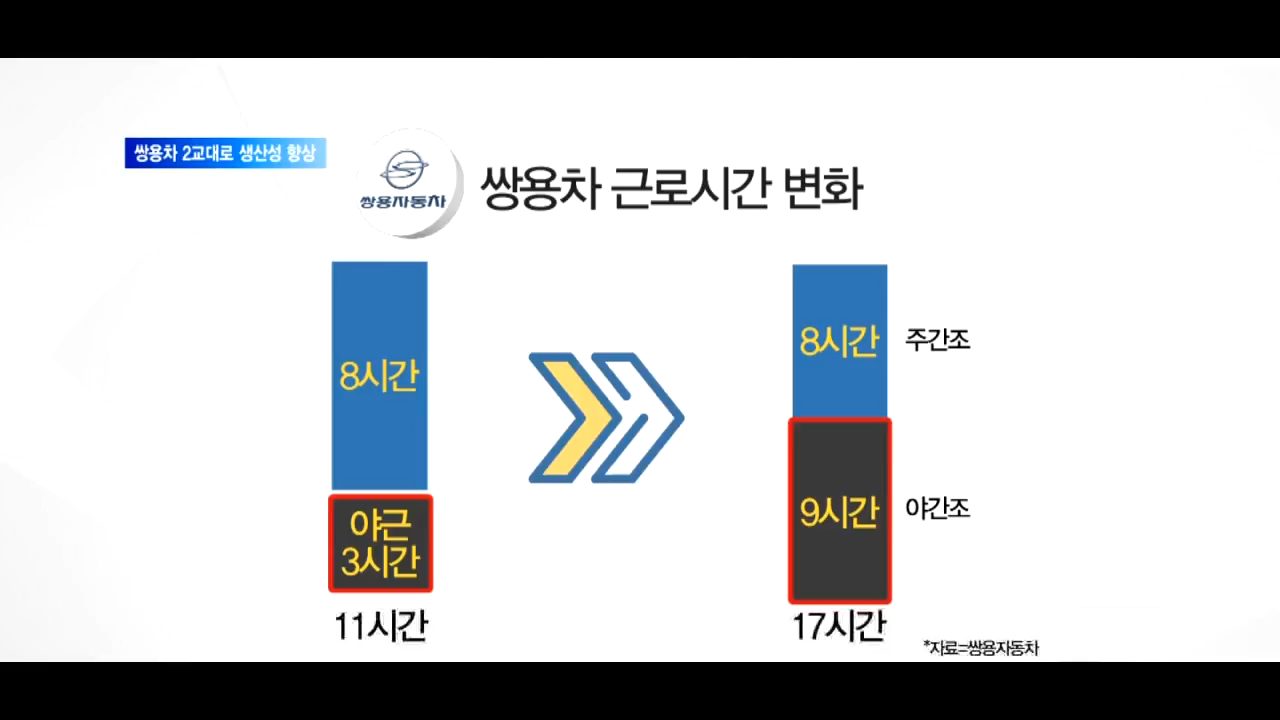 쌍용차 2교대로 생산성 향상
쌍용자동차
쌍용차 근로시간 변화
8시간
야근
3시간
11시간
8시간
주간조
9시간
야간조
17시간
*자료=쌍용자동차